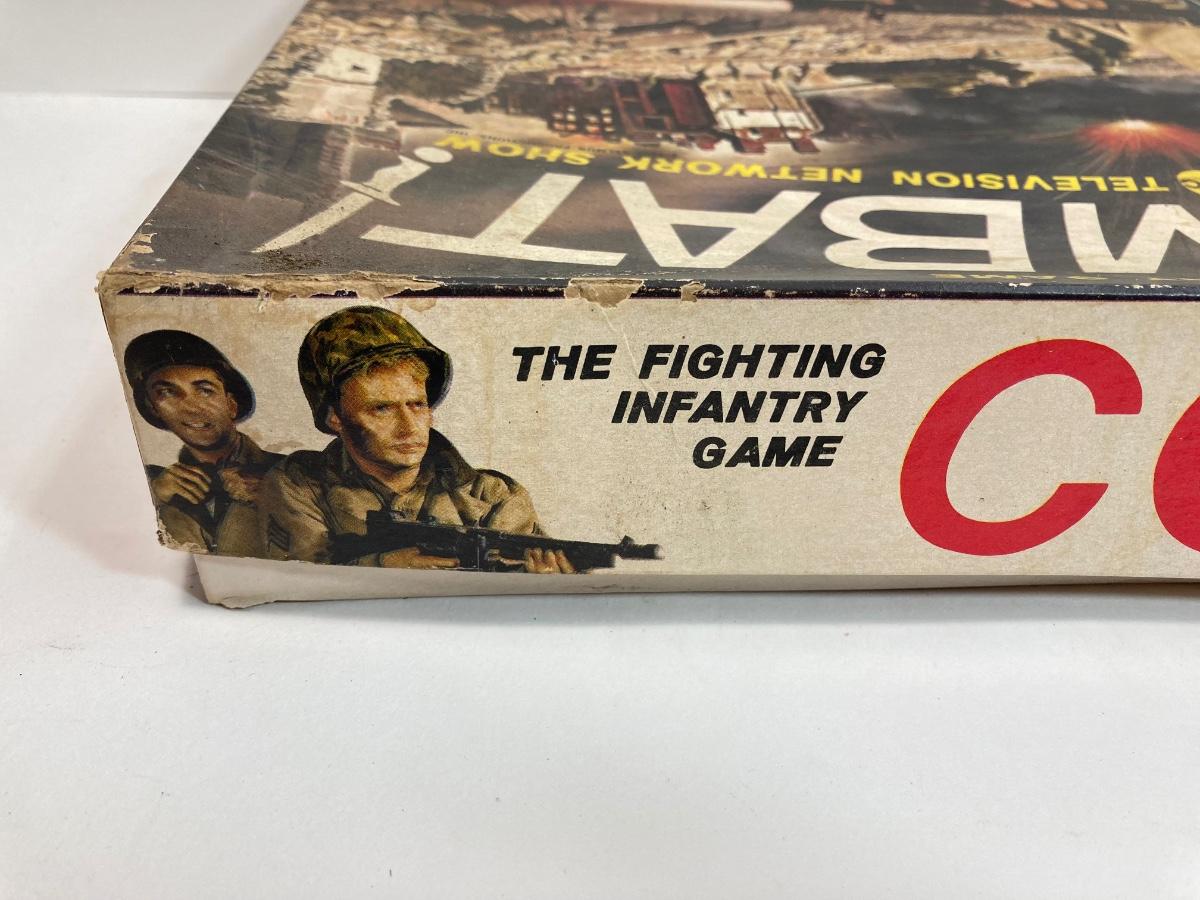 TELEVISION NETWORK SHOW
MBAT!
THE FIGHTING
INFANTRY
GAME
CO